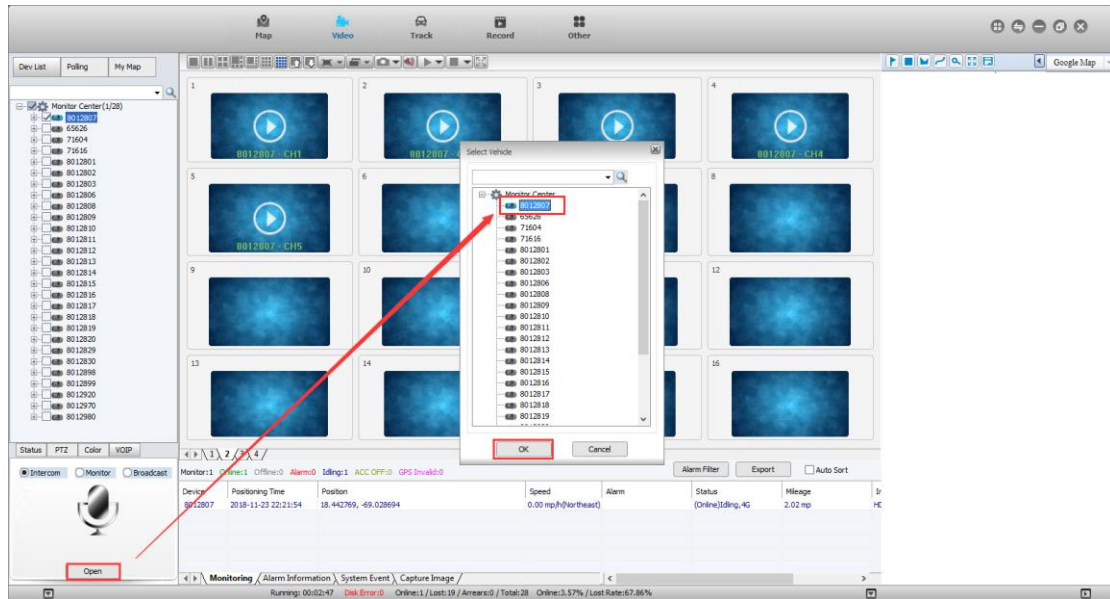 Map Video Track Record Other
Dev List Polling My Map
Google Map
Monitor Center(1/28)
8012807
65626
71604
71616
8012801
8012802
8012803
8012806
8012808
8012809
8012810
8012811
8012812
8012813
8012814
8012815
8012816
8012817
8012818
8012819
8012820
8012829
8012830
8012898
8012899
8012920
8012970
8012980
1 2 3 4
8012807 - CH1
8012807 -
8012807 - CH4
5 6 8
8012807 - CH5
9 10 12
13 14 16
Select Vehicle
Monitor Center
8012807
65626
71604
71616
8012801
8012802
8012803
8012806
8012808
8012809
8012810
8012811
8012812
8012813
8012814
8012815
8012816
8012817
8012818
8012819
OK Cancel
Status PTZ Color VOIP
1 2 3 4
Intercom Monitor Broadcast
Monitor:1 Online:1 Offline:0 Alarm:0 Idling:1 ACC OFF:0 GPS Invalid:0
Alarm Filter Export Auto Sort
Device Positioning Time Position Speed Alarm Status Mileage
8012807 2018-11-23 22:21:54 18.442769, -69.028694 0.00 mp/h(Northeast) (Online)Idling,4G 2.02 mp
Open
Monitoring Alarm Information System Event Capture Image
Running: 00:02:47 Disk Error:0 Online:1 / Lost:19 / Arrears:0 / Total:28 Online:3.57% / Lost Rate:67.86%